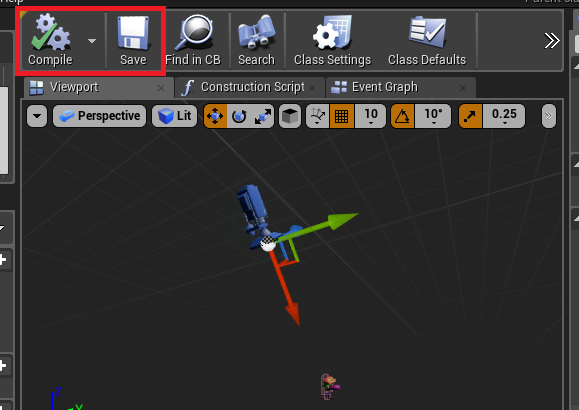 Help
Compile
Save
Find in CB
Search
Class Settings
Class Defaults
Viewport
Construction Script
Event Graph
Perspective
Lit
10
10°
0.25
X